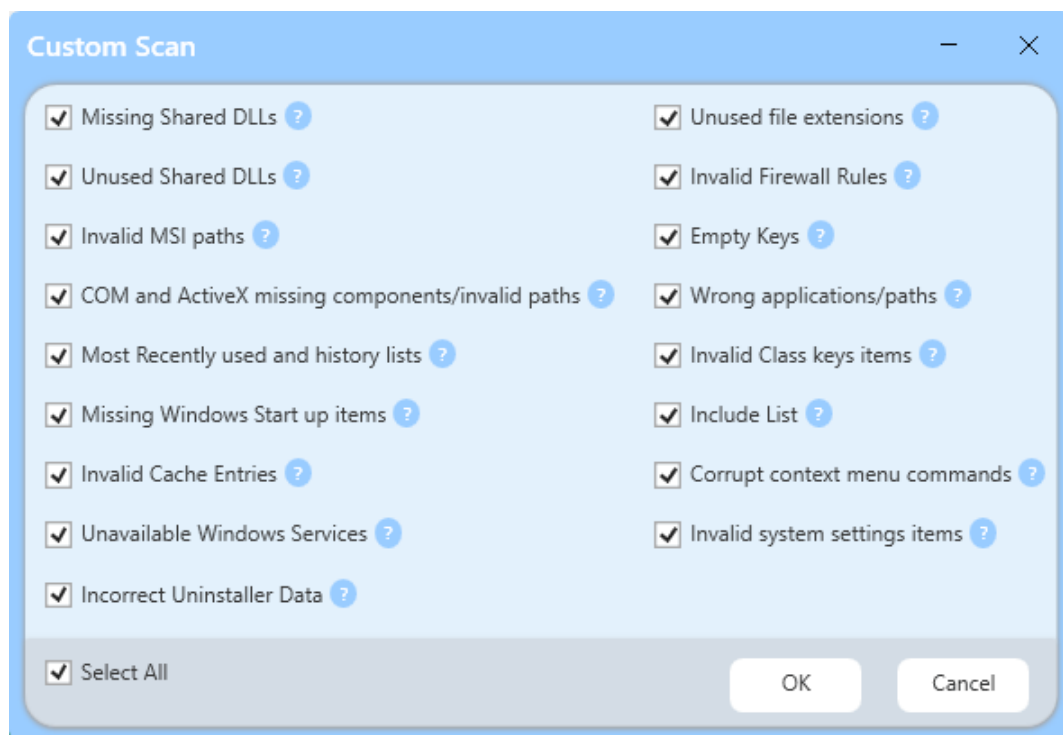 Custom Scan
Missing Shared DLLs ?
Unused Shared DLLs ?
Invalid MSI paths ?
COM and ActiveX missing components/invalid paths ?
Most Recently used and history lists ?
Missing Windows Start up items ?
Invalid Cache Entries ?
Unavailable Windows Services ?
Incorrect Uninstaller Data ?
Unused file extensions ?
Invalid Firewall Rules ?
Empty Keys ?
Wrong applications/paths ?
Invalid Class keys items ?
Include List ?
Corrupt context menu commands ?
Invalid system settings items ?
Select All
OK
Cancel